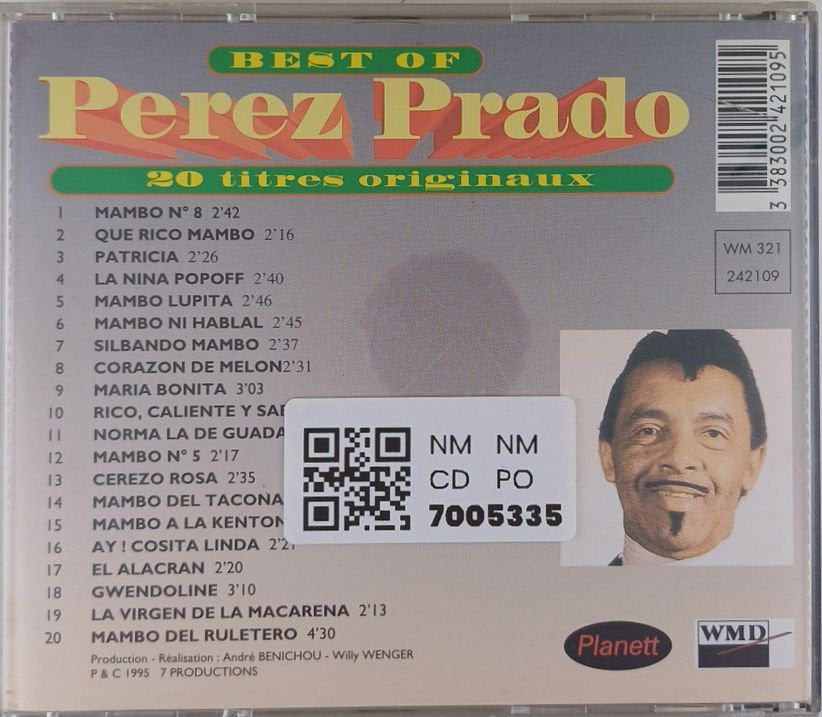 BEST OF
Perez Prado
20 titres originaux
1 MAMBO N° 8 2'42
2 QUE RICO MAMBO 2'16
3 PATRICIA 2'26
4 LA NINA POPOFF 2'40
5 MAMBO LUPITA 2'46
6 MAMBO NI HABLAL 2'45
7 SILBANDO MAMBO 2'37
8 CORAZON DE MELON 2'31
9 MARIA BONITA 3'03
10 RICO, CALIENTE Y
11 NORMA LA DE
12 MAMBO N° 5 2'17
13 CEREZO ROSA 2'35
14 MAMBO DEL
15 MAMBO A LA
16 AY ! COSITA LINDA 2'21
17 EL ALACRAN 2'20
18 GWENDOLINE 3'10
19 LA VIRGEN DE LA MACARENA 2'13
20 MAMBO DEL RULETERO 4'30
Production - Réalisation : André BENICHOU - Willy WENGER
P & C 1995 7 PRODUCTIONS
3 383002 421095
WM 321
242109
NM NM
CD PO
7005335
Planett
WMD